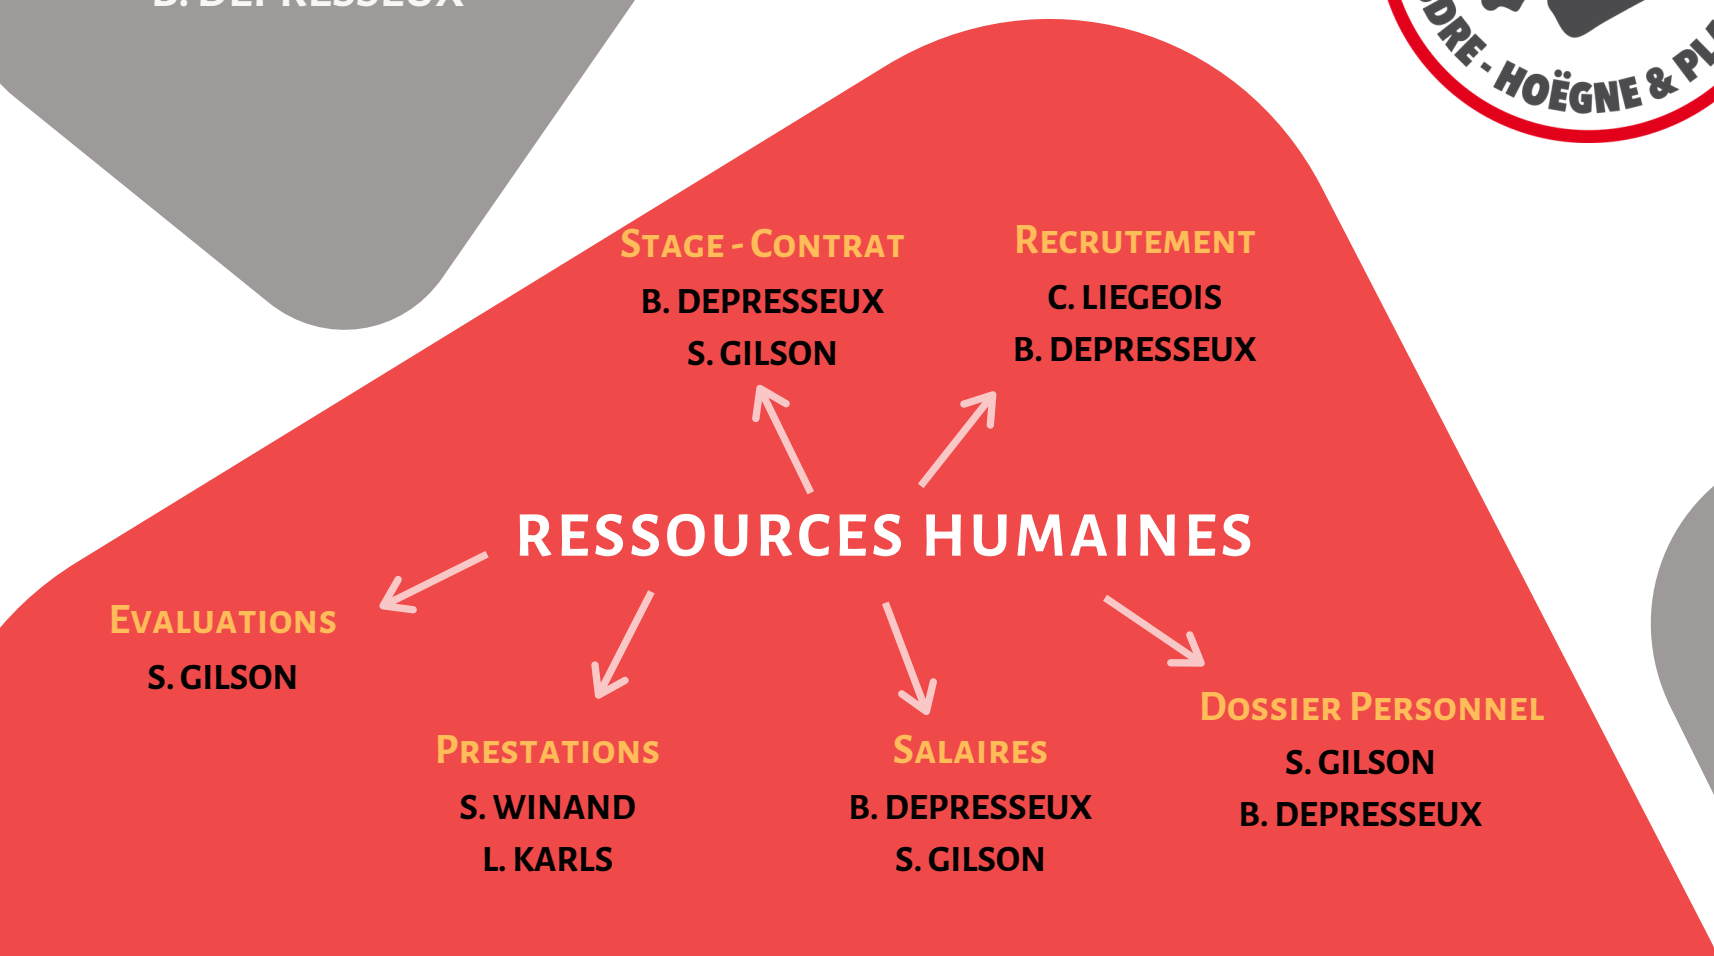 B. DEPRESSEUX
- HOËGNE &
Stage - Contrat
B. DEPRESSEUX
S. GILSON
Recrutement
C. LIEGEOIS
B. DEPRESSEUX
RESSOURCES HUMAINES
Evaluations
S. GILSON
Prestations
S. WINAND
L. KARLS
Salaires
B. DEPRESSEUX
S. GILSON
Dossier Personnel
S. GILSON
B. DEPRESSEUX